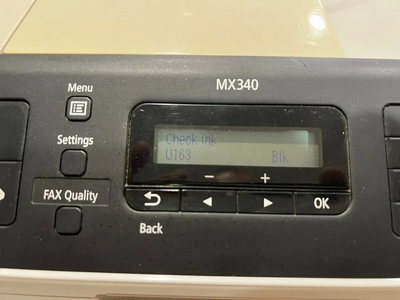 MX340
Menu
Check ink
U163 Blk
Settings
− +
FAX Quality
OK
Back